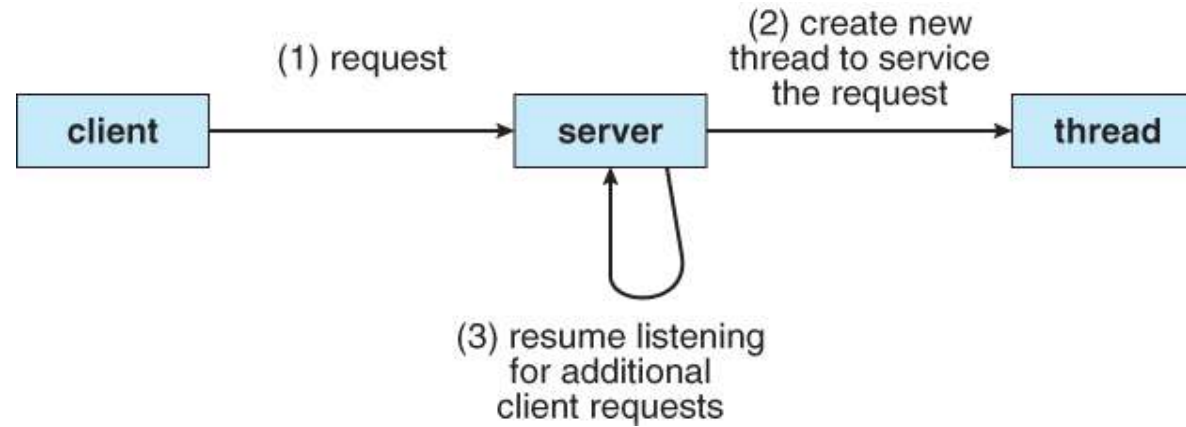 (1) request
(2) create new
thread to service
the request
client
server
thread
(3) resume listening
for additional
client requests